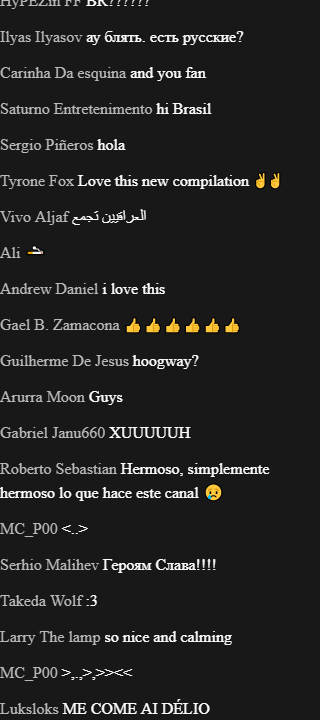 HyPEZin FF BR??????
Ilyas Ilyasov ау блять. есть русские?
Carinha Da esquina and you fan
Saturno Entretenimento hi Brasil
Sergio Piñeros hola
Tyrone Fox Love this new compilation ✌✌
Vivo Aljaf العراقيين تجمع
Ali 🚬
Andrew Daniel i love this
Gael B. Zamacona 👍👍👍👍👍👍
Guilherme De Jesus hoogway?
Arurra Moon Guys
Gabriel Janu660 XUUUUUH
Roberto Sebastian Hermoso, simplemente
hermoso lo que hace este canal 😥
MC_P00 <..>
Serhio Malihev Героям Слава!!!!
Takeda Wolf :3
Larry The lamp so nice and calming
MC_P00 >,.,>,>><<
Luksloks ME COME AI DÉLIO